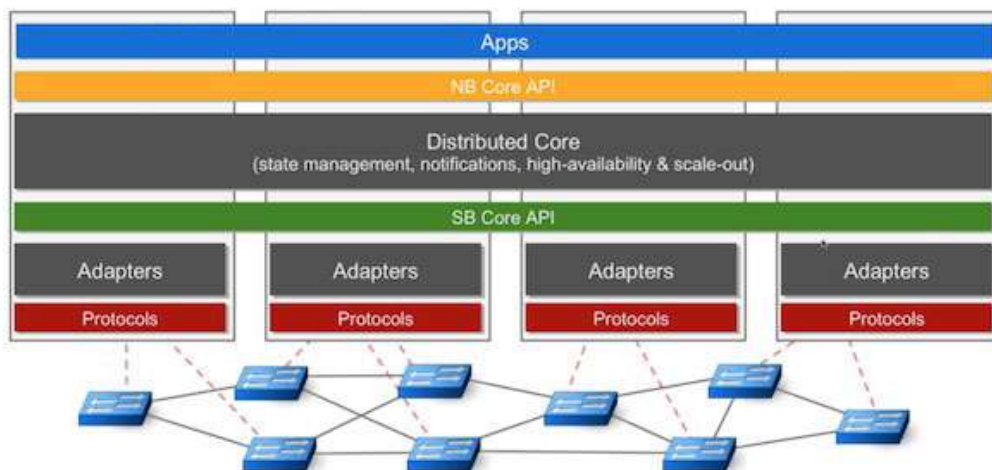 Apps
NB Core API
Distributed Core
(state management, notifications, high-availability & scale-out)
SB Core API
Adapters
Adapters
Adapters
Adapters
Protocols
Protocols
Protocols
Protocols